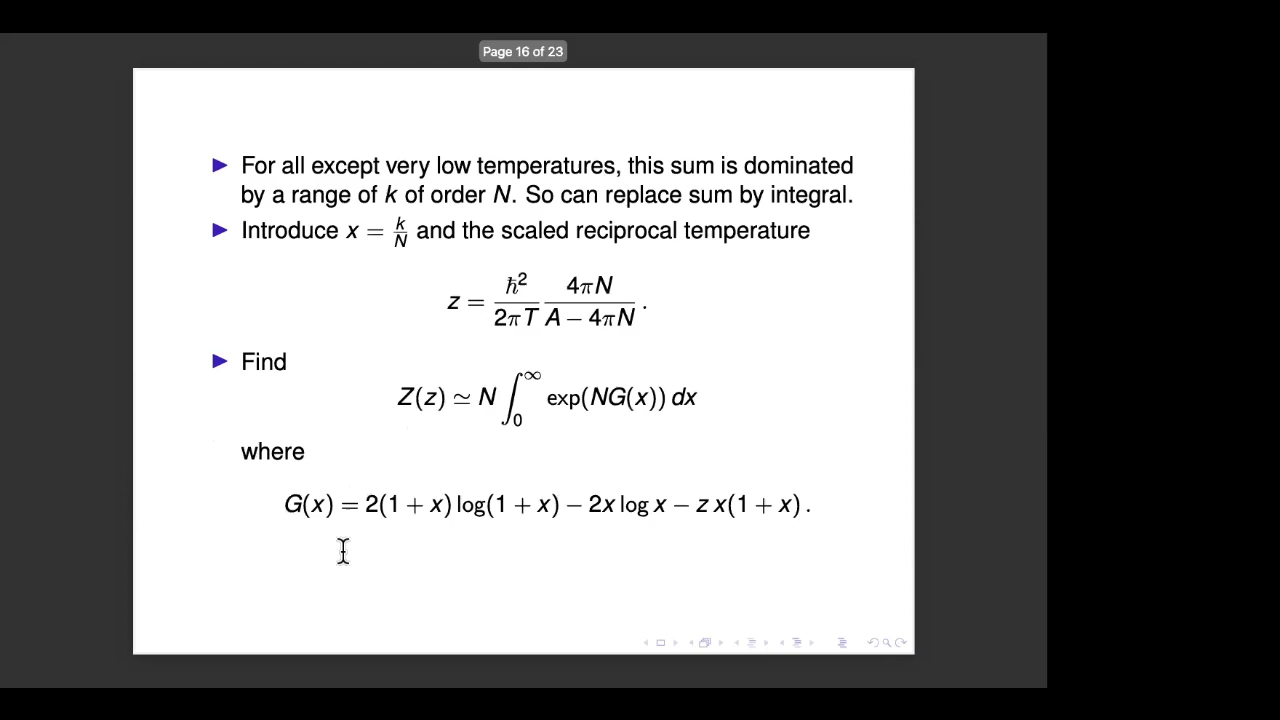 Page 16 of 23
▶ For all except very low temperatures, this sum is dominated
by a range of k of order N. So can replace sum by integral.
▶ Introduce x = k/N and the scaled reciprocal temperature
z = ħ²/2πT 4πN/A − 4πN .
▶ Find
Z(z) ≃ N ∫₀^∞ exp(NG(x)) dx
where
G(x) = 2(1 + x) log(1 + x) − 2x log x − z x(1 + x) .